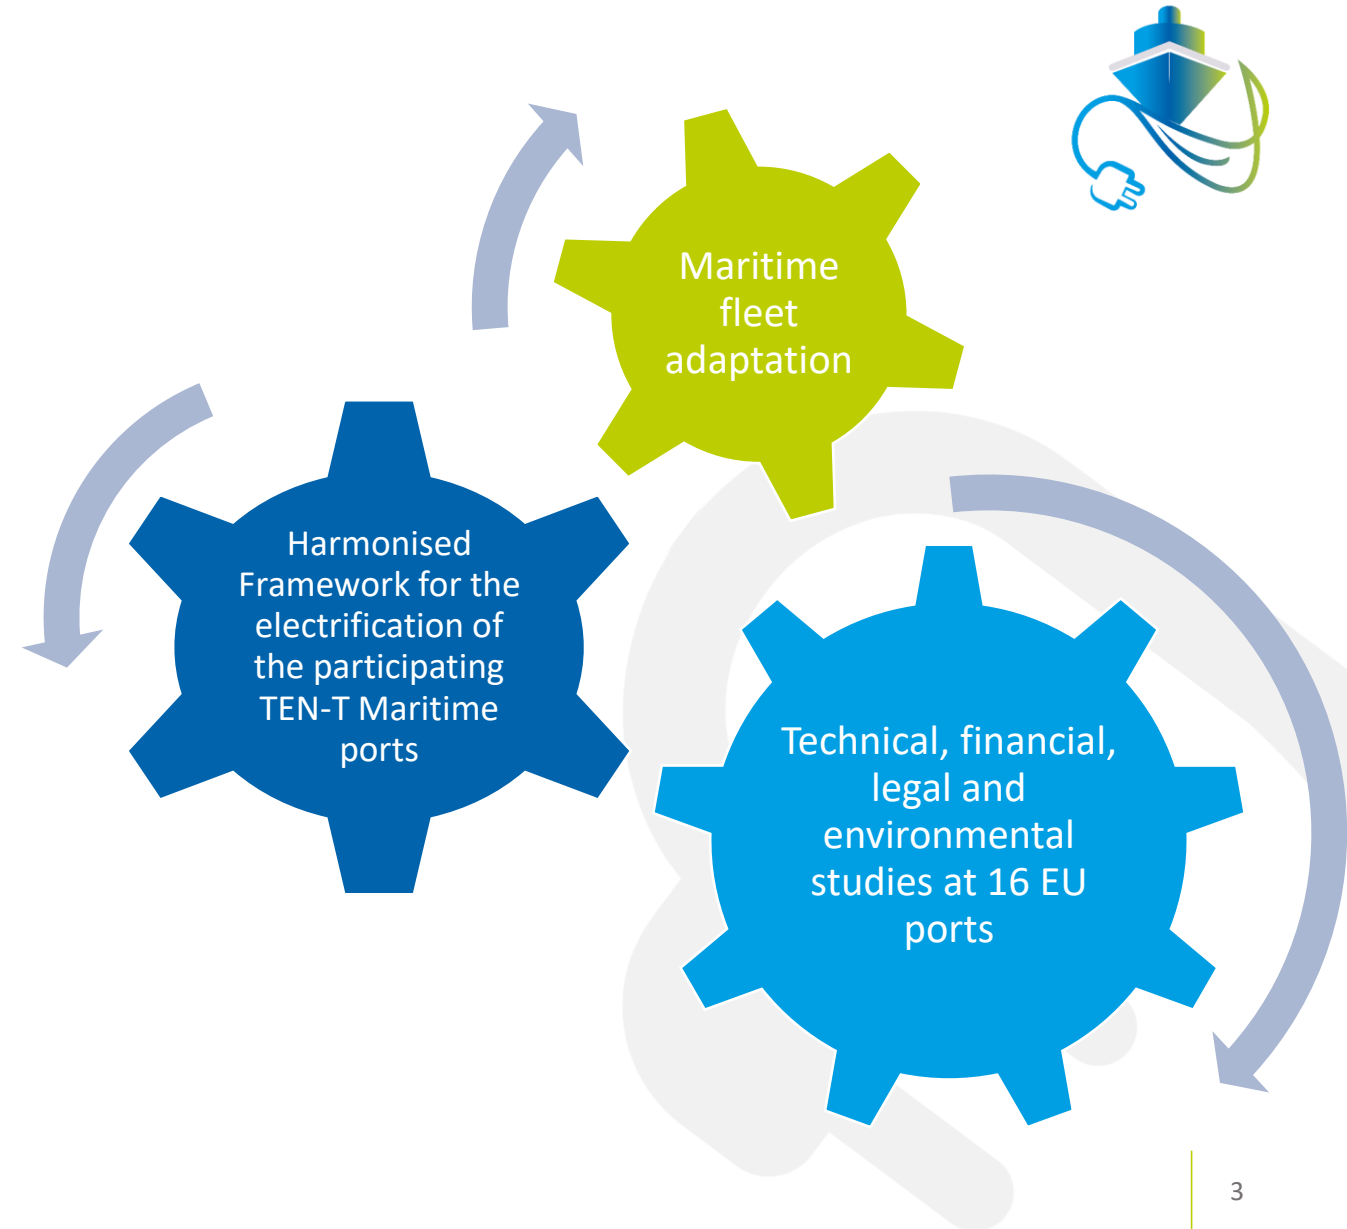 Maritime
fleet
adaptation
Harmonised
Framework for the
electrification of
the participating
TEN-T Maritime
ports
Technical, financial,
legal and
environmental
studies at 16 EU
ports
3